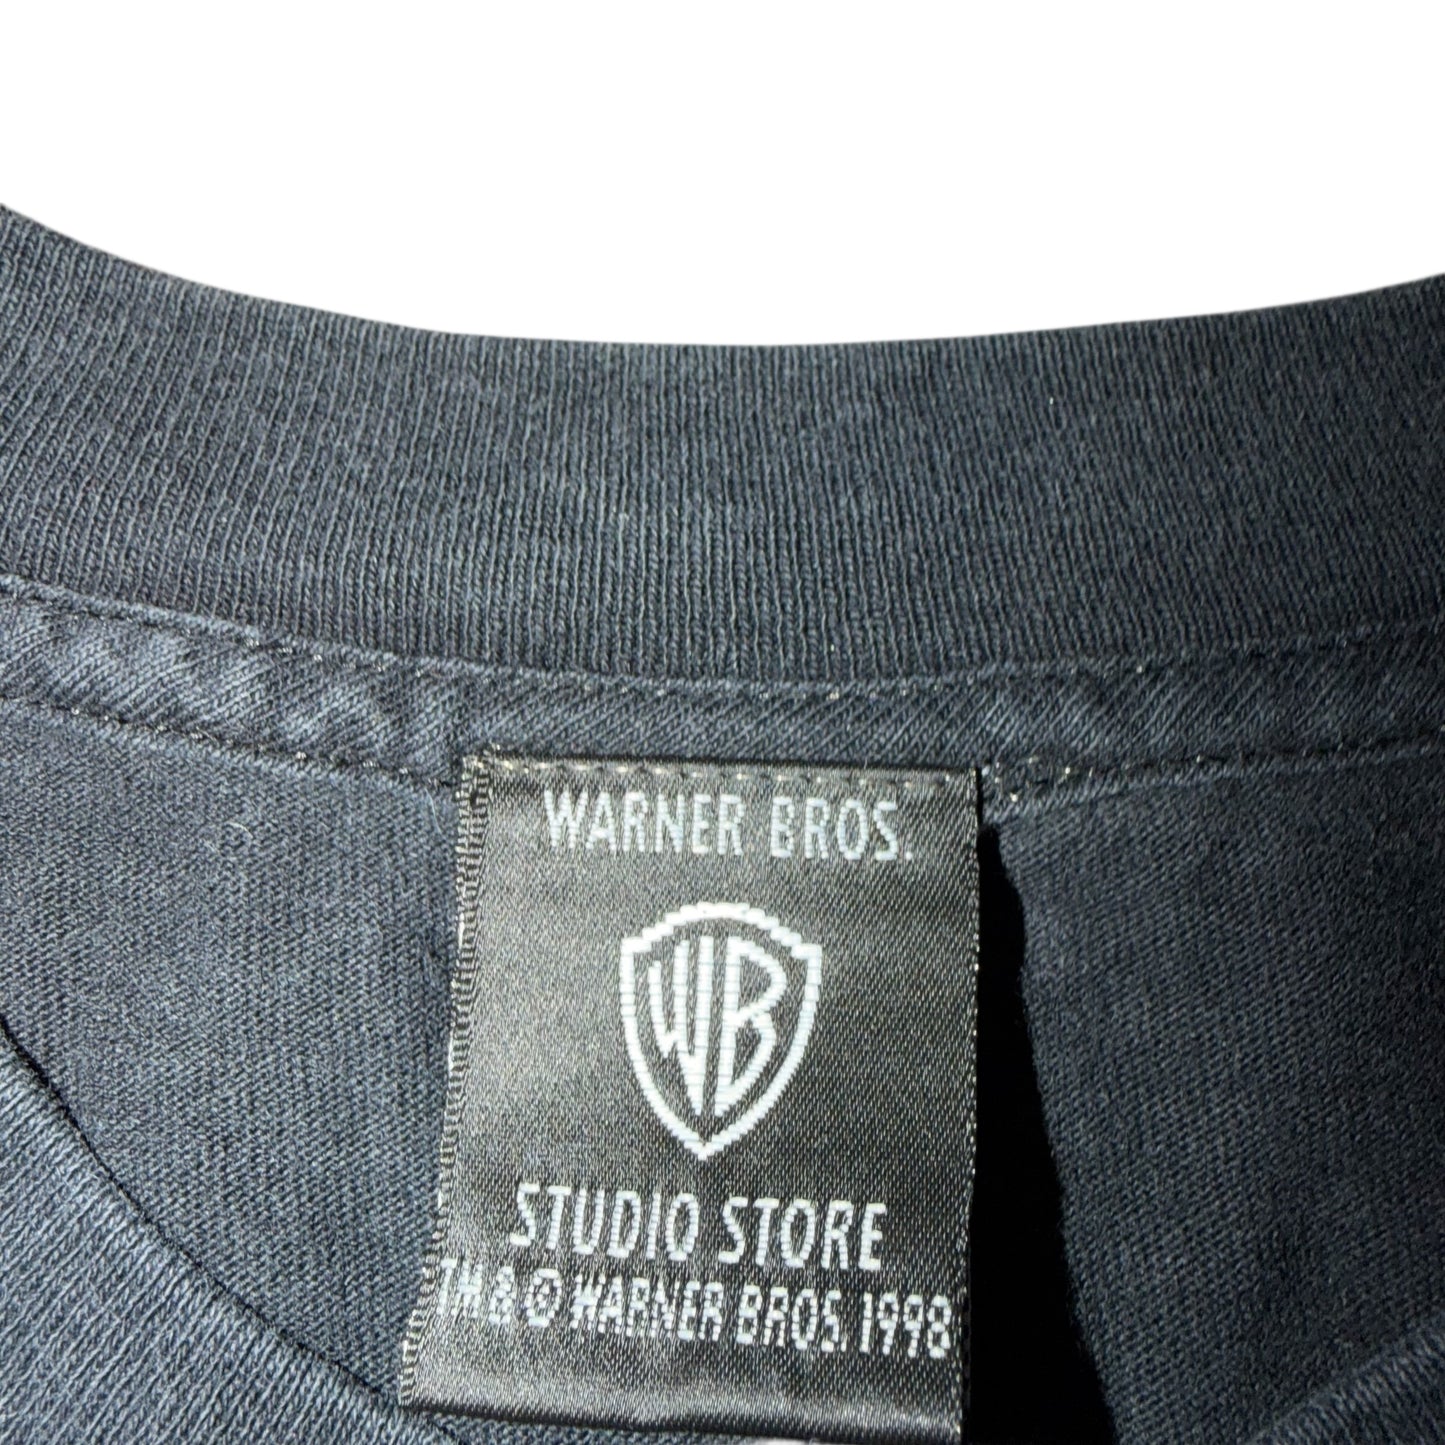 WARNER BROS.
WB
STUDIO STORE
TM & © WARNER BROS. 1998